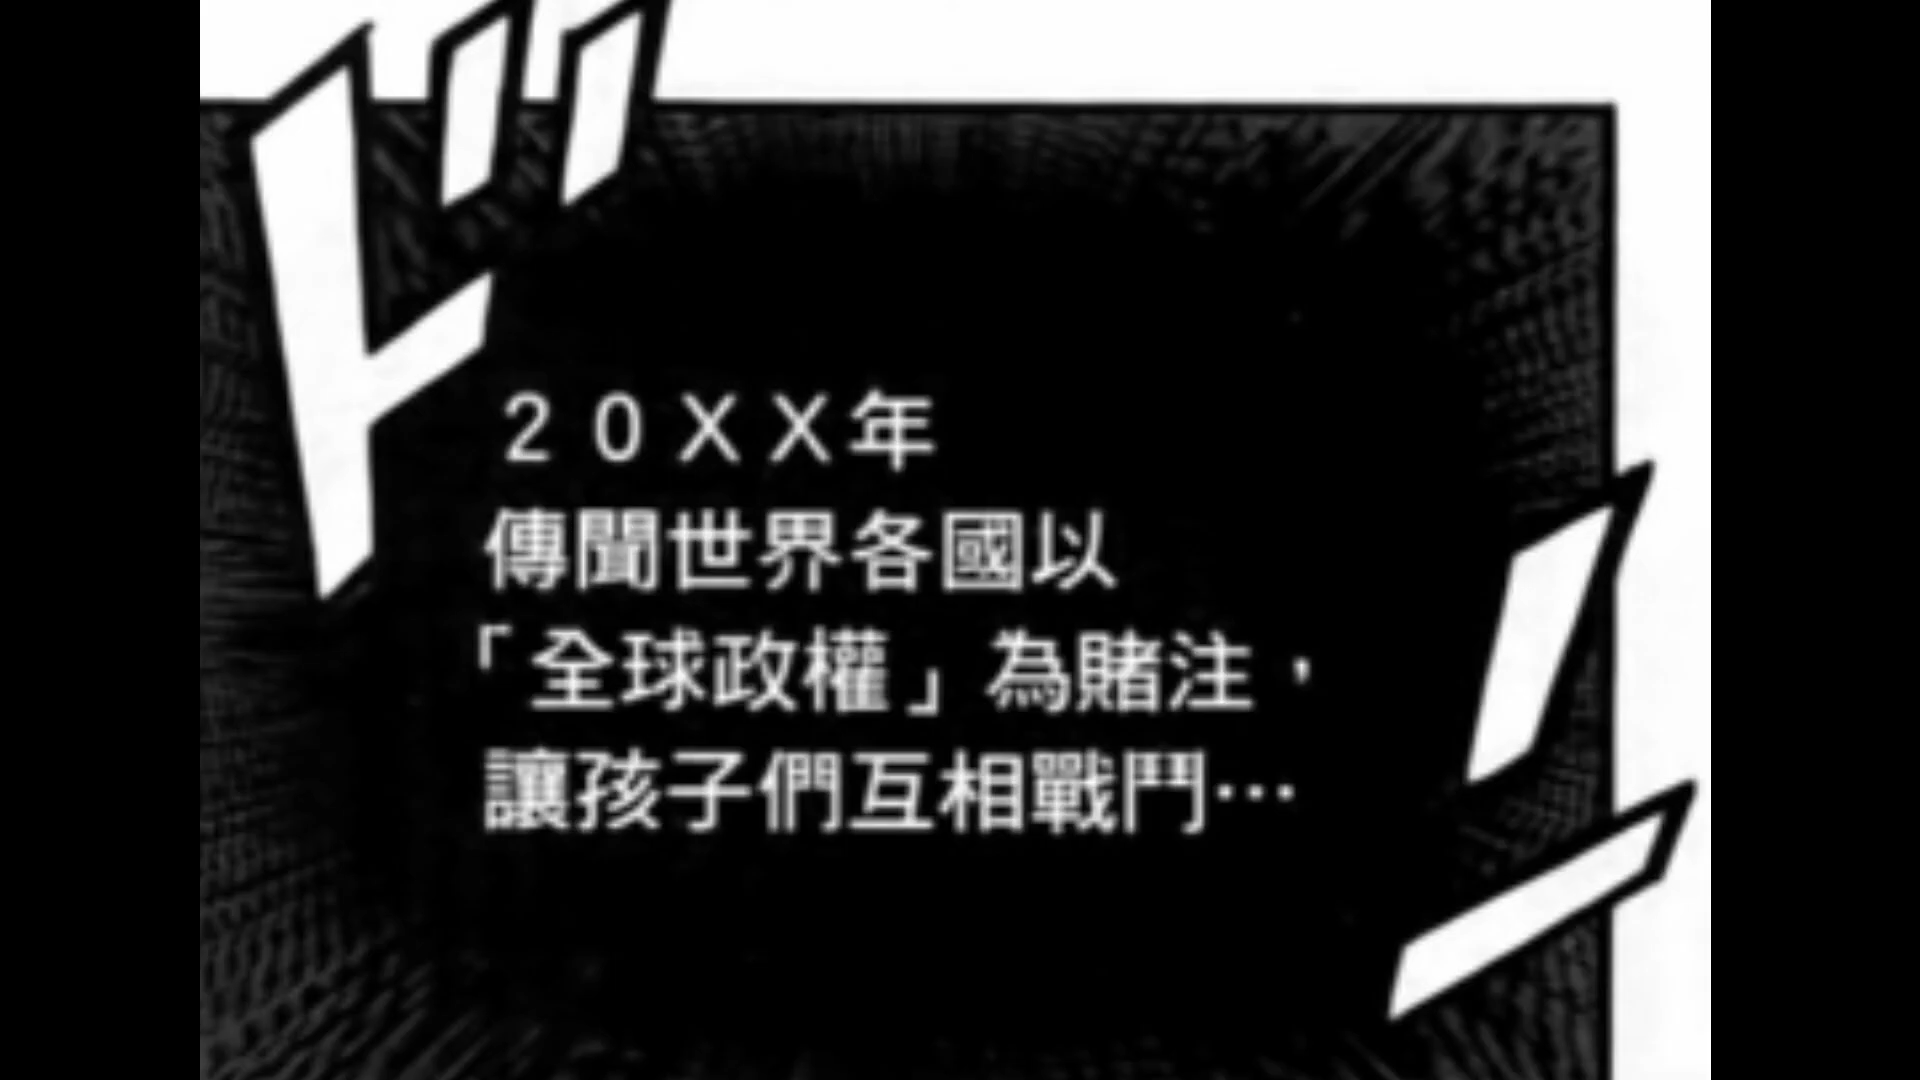 ド
２０ＸＸ年
傳聞世界各國以
「全球政權」為賭注，
讓孩子們互相戰鬥…